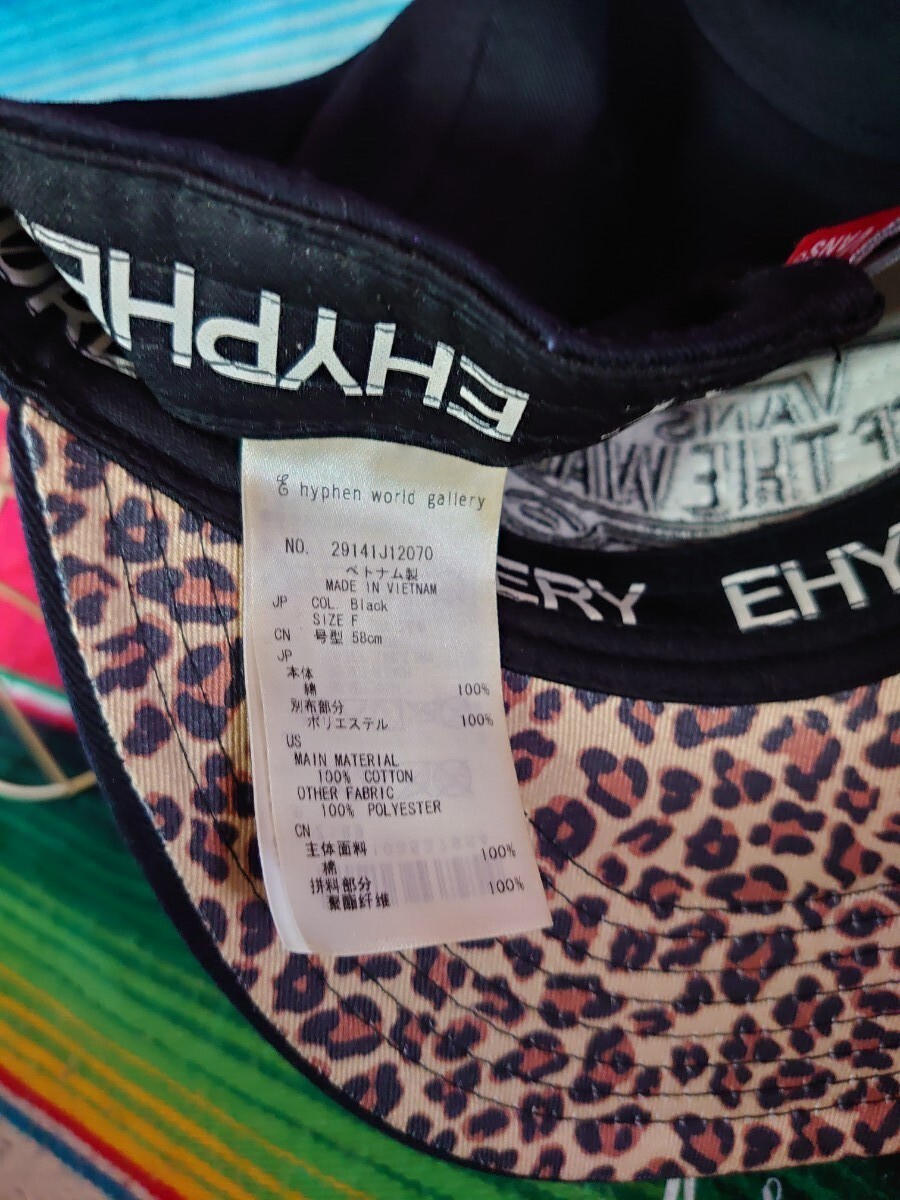 EHYPHE
VANS
VANS
THE
ERY
EHY
E hyphen world gallery
NO. 29141J12070
ベトナム製
MADE IN VIETNAM
JP COL. Black
SIZE F
CN 号型 58cm
JP
本体
綿 100%
別布部分
ポリエステル 100%
US
MAIN MATERIAL
100% COTTON
OTHER FABRIC
100% POLYESTER
CN
主体面料
棉 100%
拼料部分
聚酯纤维 100%